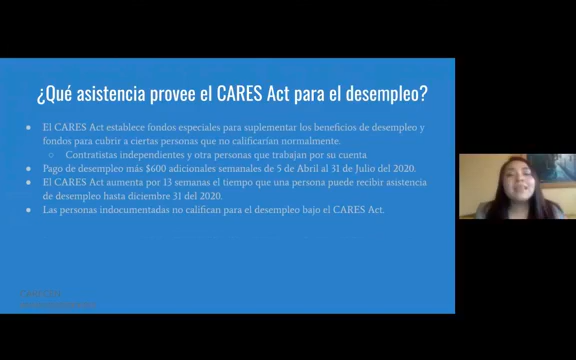 ¿Qué asistencia provee el CARES Act para el desempleo?
El CARES Act establece fondos especiales para suplementar los beneficios de desempleo y
fondos para cubrir a ciertas personas que no calificarían normalmente.
Contratistas independientes y otra personas que trabajan por su cuenta
Pago de desempleo más $600 adicionales semanales de 5 de Abril al 31 de Julio del 2020.
El CARES Act aumenta por 13 semanas el tiempo que una persona puede recibir asistencia
de desempleo hasta diciembre 31 del 2020.
Las personas indocumentadas no califican para el desempleo bajo el CARES Act.